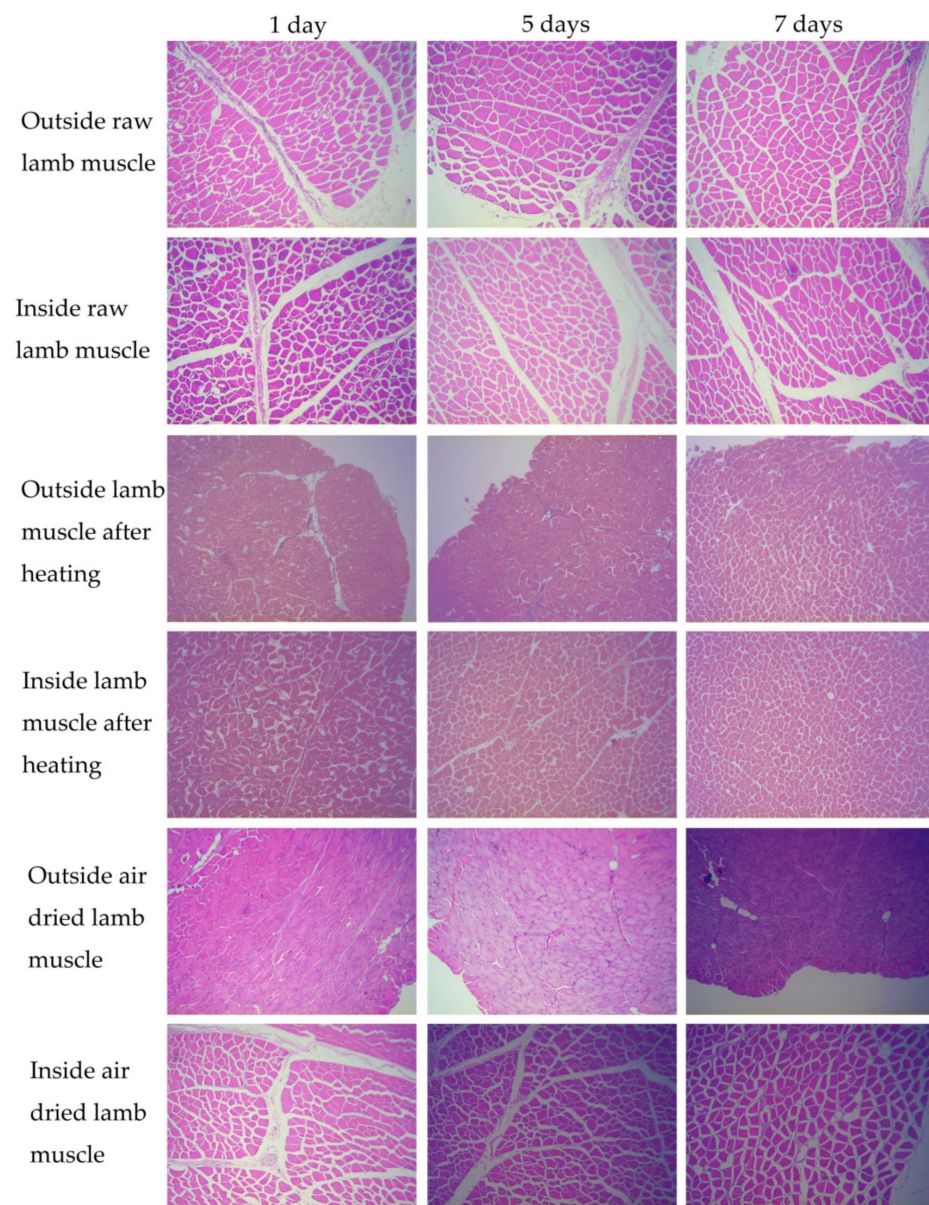 1 day
5 days
7 days
Outside raw
lamb muscle
Inside raw
lamb muscle
Outside lamb
muscle after
heating
Inside lamb
muscle after
heating
Outside air
dried lamb
muscle
Inside air
dried lamb
muscle